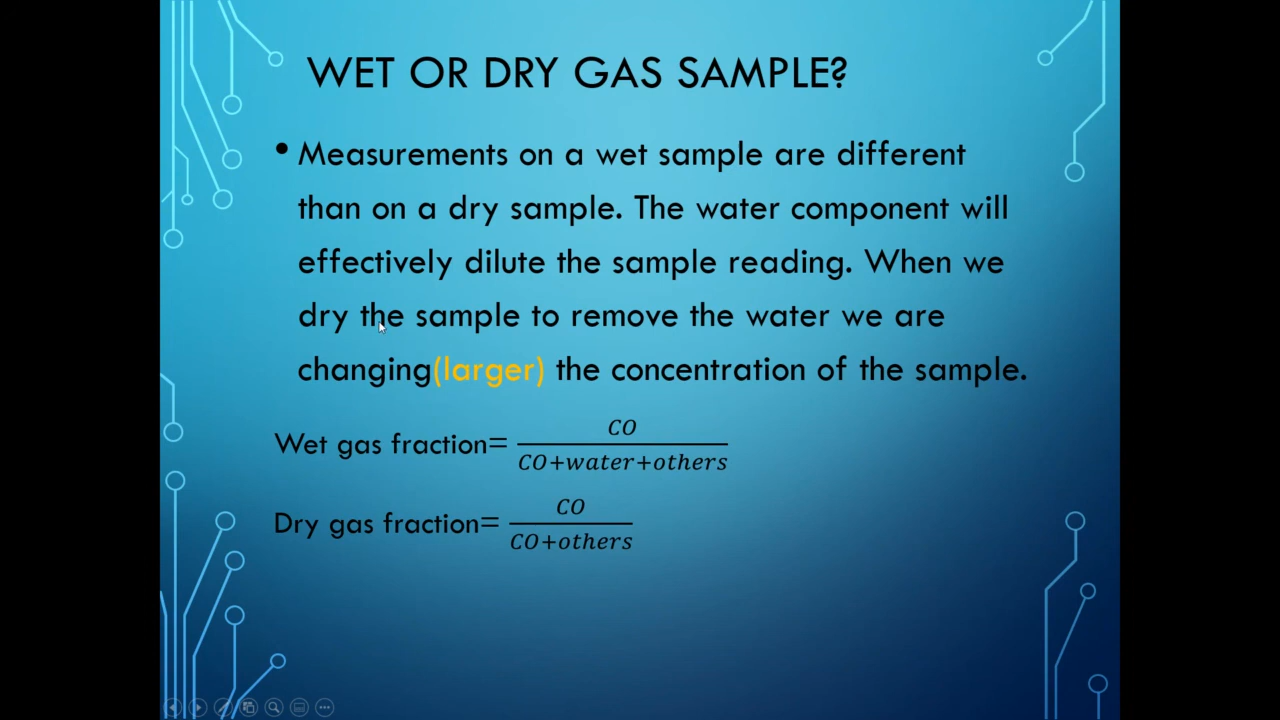 WET OR DRY GAS SAMPLE?
• Measurements on a wet sample are different
than on a dry sample. The water component will
effectively dilute the sample reading. When we
dry the sample to remove the water we are
changing(larger) the concentration of the sample.
Wet gas fraction= CO / CO+water+others
Dry gas fraction= CO / CO+others